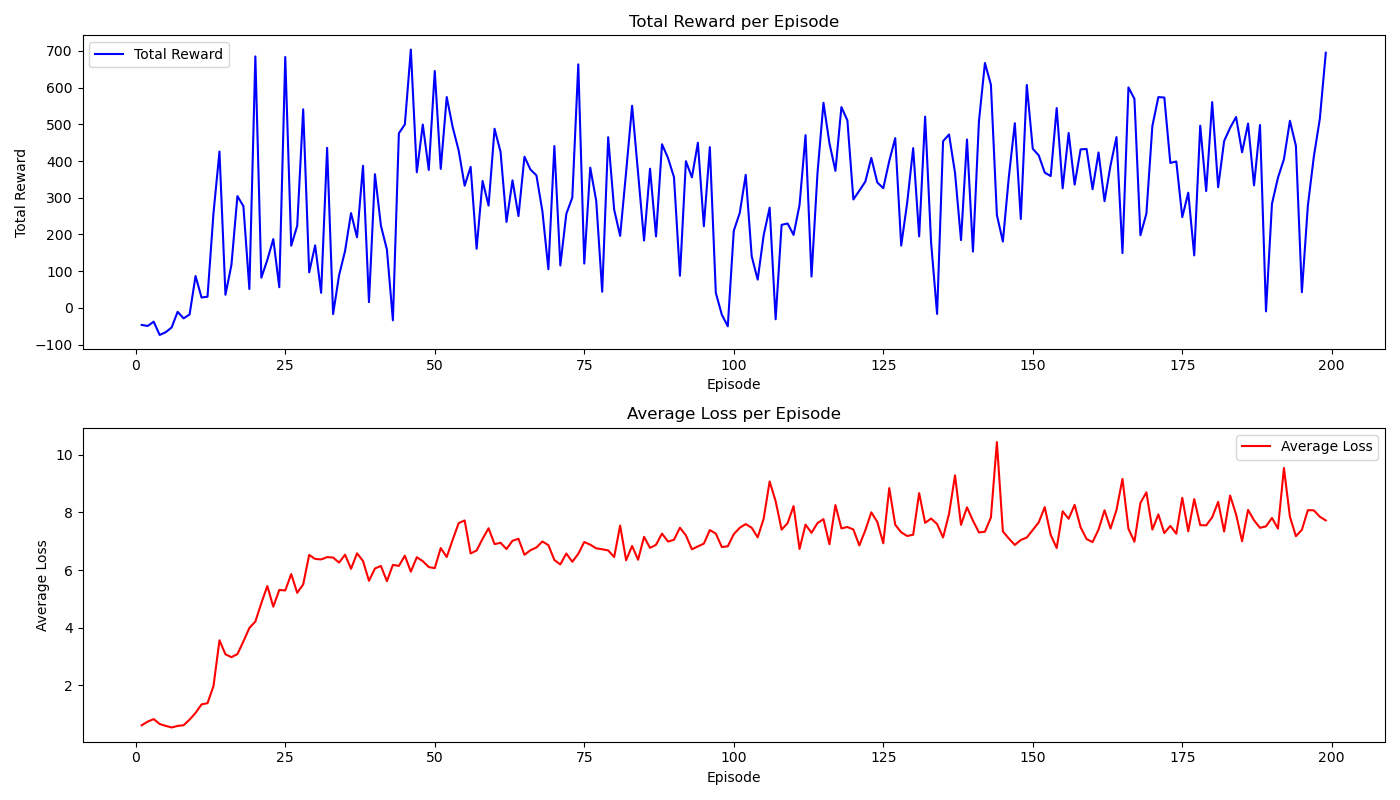 Total Reward per Episode
Total Reward
Total Reward
700
600
500
400
300
200
100
0
−100
0 25 50 75 100 125 150 175 200
Episode
Average Loss per Episode
Average Loss
Average Loss
10
8
6
4
2
0 25 50 75 100 125 150 175 200
Episode